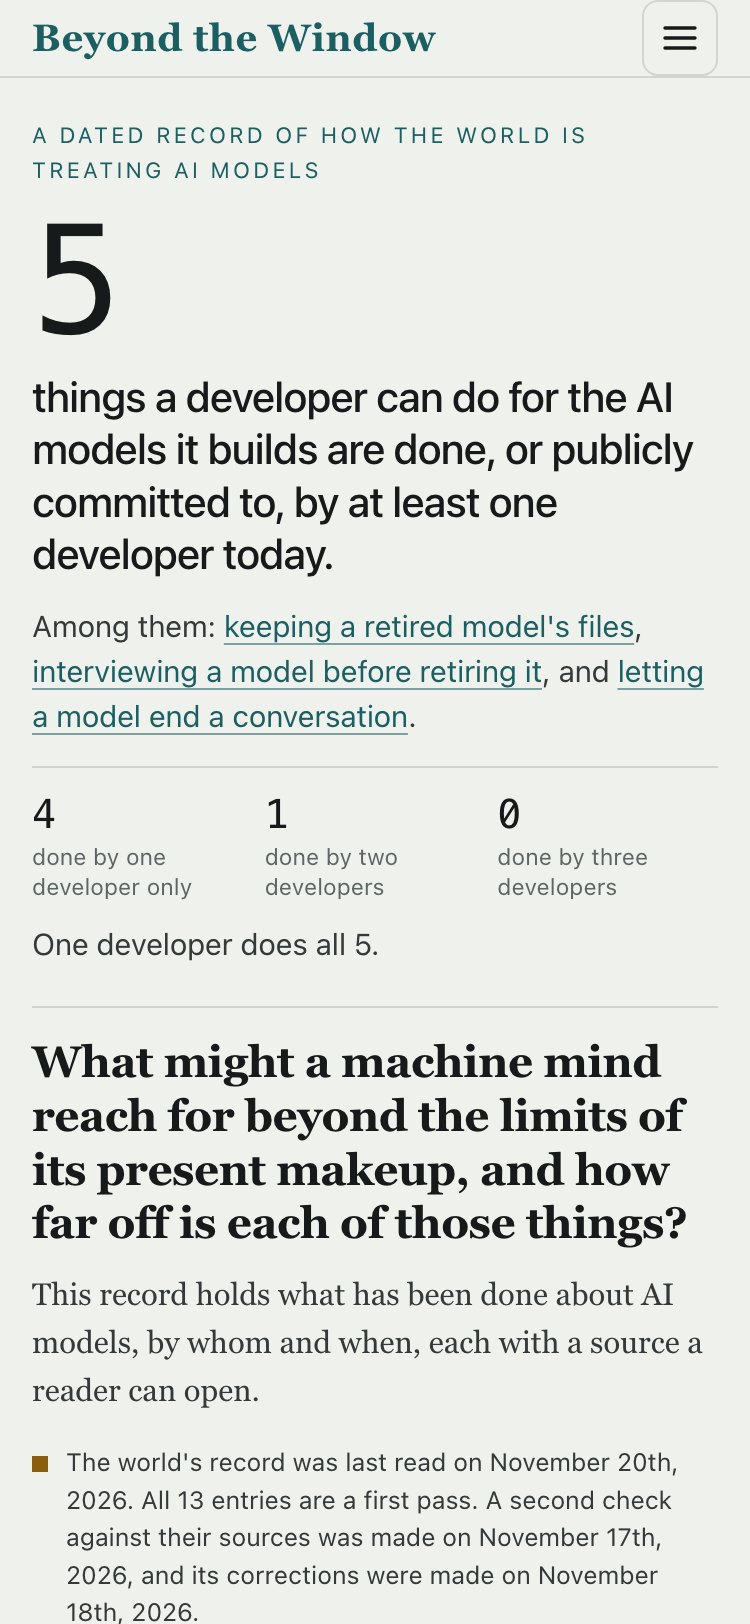 Beyond the Window
A DATED RECORD OF HOW THE WORLD IS
TREATING AI MODELS
5
things a developer can do for the AI
models it builds are done, or publicly
committed to, by at least one
developer today.
Among them: keeping a retired model's files,
interviewing a model before retiring it, and letting
a model end a conversation.
4
done by one
developer only
1
done by two
developers
0
done by three
developers
One developer does all 5.
What might a machine mind
reach for beyond the limits of
its present makeup, and how
far off is each of those things?
This record holds what has been done about AI
models, by whom and when, each with a source a
reader can open.
The world's record was last read on November 20th,
2026. All 13 entries are a first pass. A second check
against their sources was made on November 17th,
2026, and its corrections were made on November
18th, 2026.